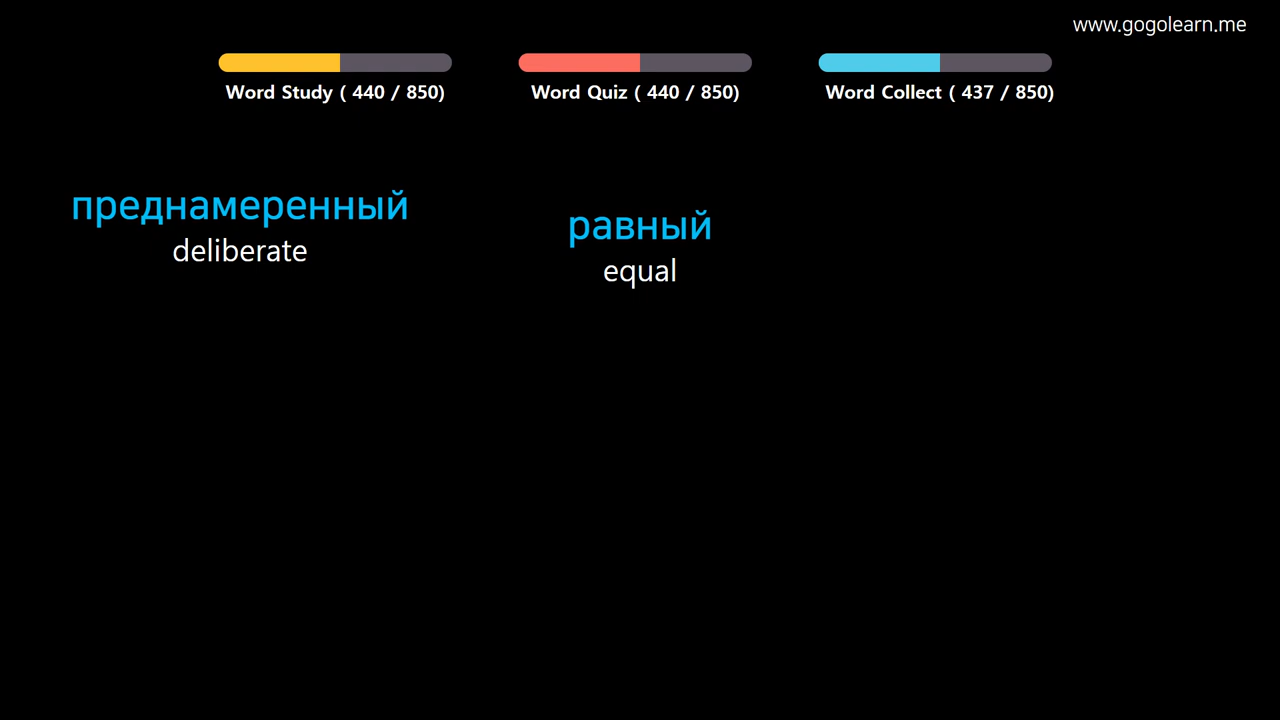 www.gogolearn.me
Word Study ( 440 / 850)
Word Quiz ( 440 / 850)
Word Collect ( 437 / 850)
преднамеренный
deliberate
равный
equal